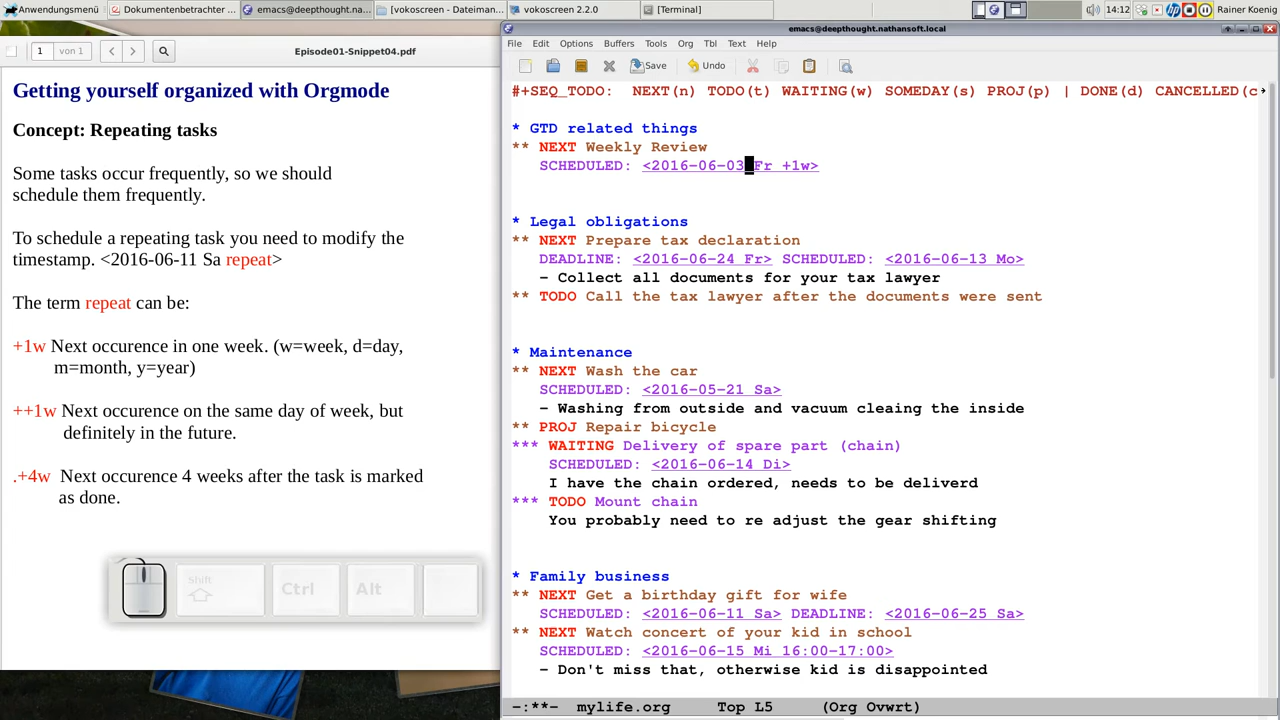 Anwendungsmenü
Dokumentenbetrachter ...
emacs@deepthought.na...
[vokoscreen - Dateiman...
vokoscreen 2.2.0
[Terminal]
14:12
Rainer Koenig
1
von 1
Episode01-Snippet04.pdf
Getting yourself organized with Orgmode
Concept: Repeating tasks
Some tasks occur frequently, so we should
schedule them frequently.
To schedule a repeating task you need to modify the
timestamp. <2016-06-11 Sa repeat>
The term repeat can be:
+1w Next occurence in one week. (w=week, d=day,
m=month, y=year)
++1w Next occurence on the same day of week, but
definitely in the future.
.+4w Next occurence 4 weeks after the task is marked
as done.
Shift
Ctrl
Alt
emacs@deepthought.nathansoft.local
File Edit Options Buffers Tools Org Tbl Text Help
Save
Undo
#+SEQ_TODO: NEXT(n) TODO(t) WAITING(w) SOMEDAY(s) PROJ(p) | DONE(d) CANCELLED(c
* GTD related things
** NEXT Weekly Review
SCHEDULED: <2016-06-03 Fr +1w>
* Legal obligations
** NEXT Prepare tax declaration
DEADLINE: <2016-06-24 Fr> SCHEDULED: <2016-06-13 Mo>
- Collect all documents for your tax lawyer
** TODO Call the tax lawyer after the documents were sent
* Maintenance
** NEXT Wash the car
SCHEDULED: <2016-05-21 Sa>
- Washing from outside and vacuum cleaing the inside
** PROJ Repair bicycle
*** WAITING Delivery of spare part (chain)
SCHEDULED: <2016-06-14 Di>
I have the chain ordered, needs to be deliverd
*** TODO Mount chain
You probably need to re adjust the gear shifting
* Family business
** NEXT Get a birthday gift for wife
SCHEDULED: <2016-06-11 Sa> DEADLINE: <2016-06-25 Sa>
** NEXT Watch concert of your kid in school
SCHEDULED: <2016-06-15 Mi 16:00-17:00>
- Don't miss that, otherwise kid is disappointed
-:**- mylife.org Top L5 (Org Ovwrt)